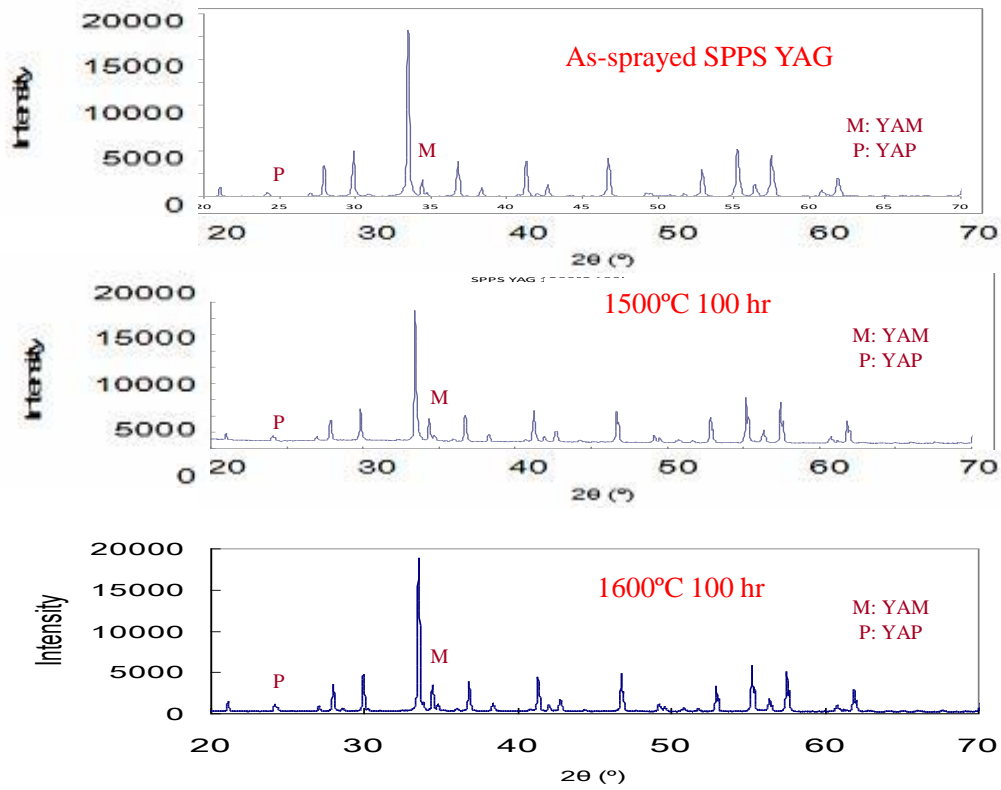 20000
15000
10000
5000
0
Intensity
As-sprayed SPPS YAG
M: YAM
P: YAP
P
M
20 25 30 35 40 45 50 55 60 65 70
20 30 40 50 60 70
2θ (º)
SPPS YAG
20000
15000
10000
5000
0
Intensity
1500ºC 100 hr
M: YAM
P: YAP
P
M
20 30 40 50 60 70
2θ (º)
20000
15000
10000
5000
0
Intensity
1600ºC 100 hr
M: YAM
P: YAP
P
M
20 30 40 50 60 70
2θ (º)